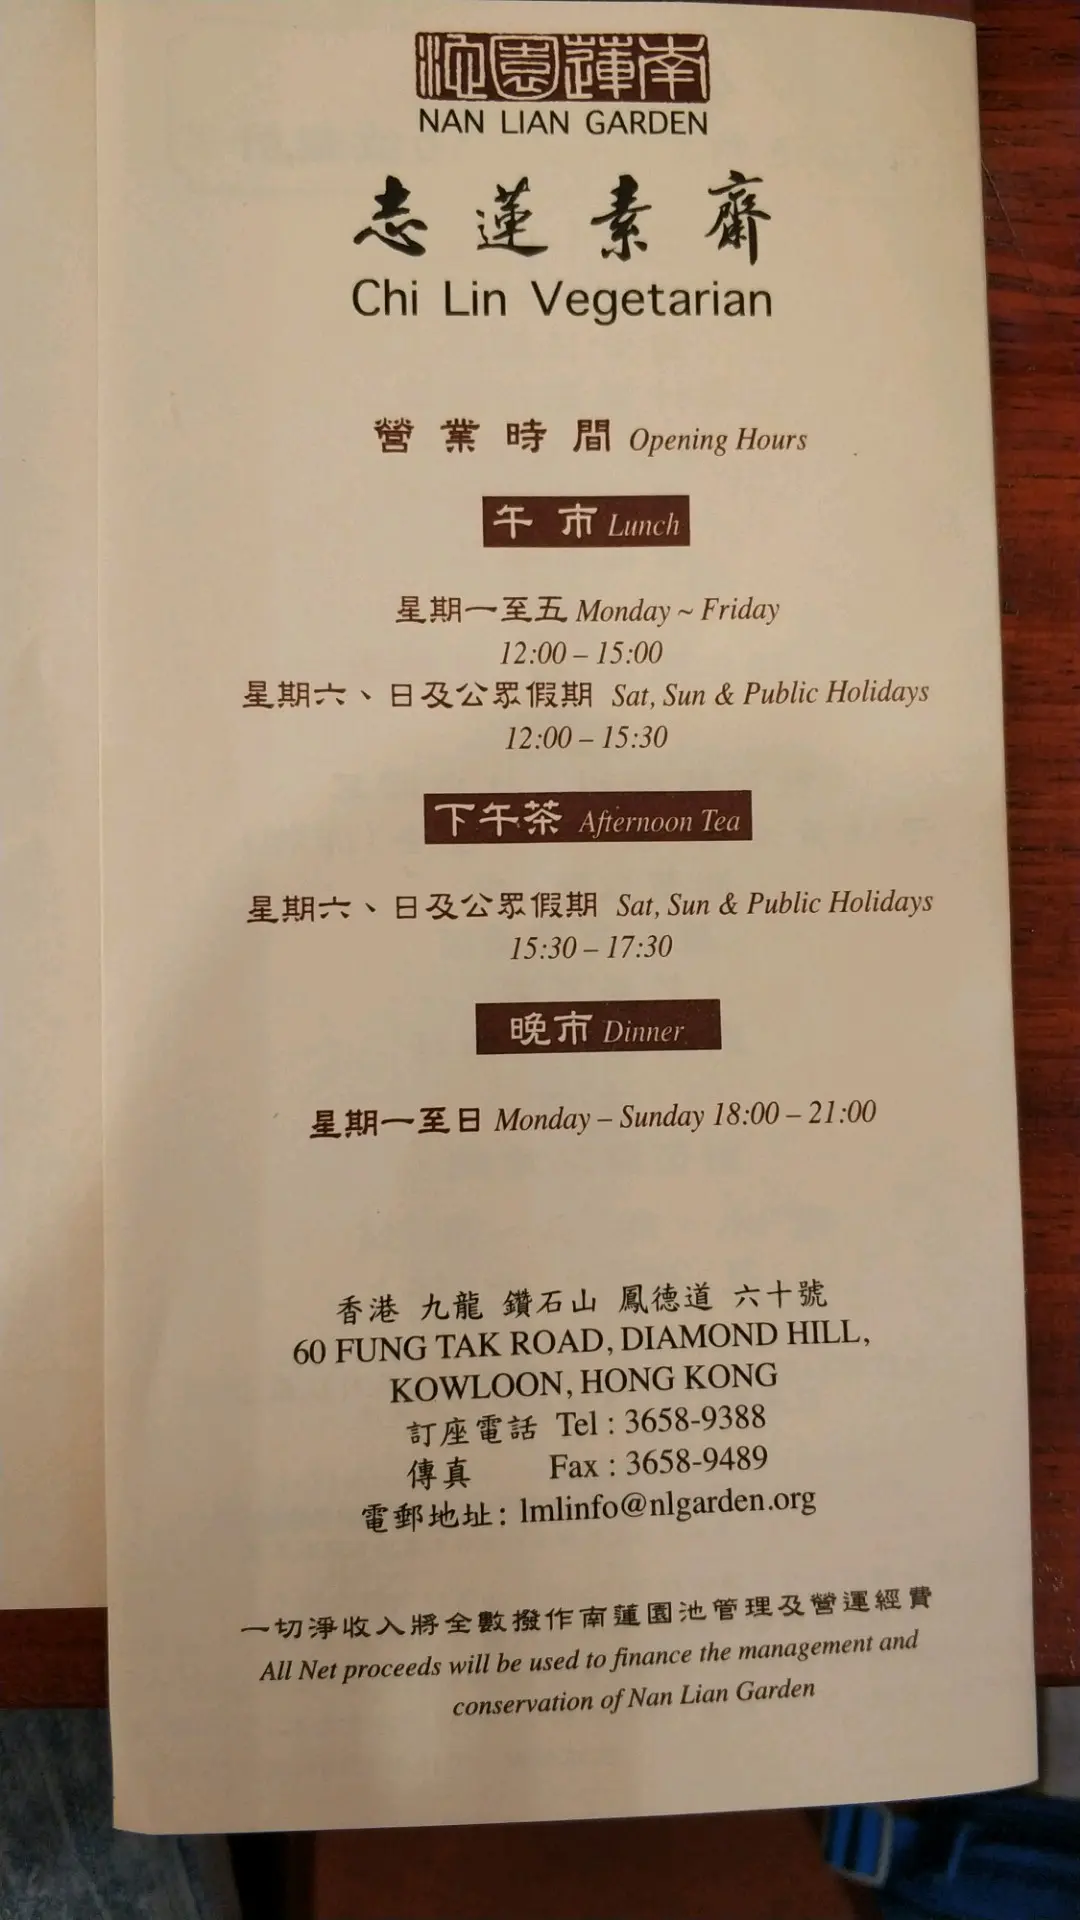 南蓮園池
NAN LIAN GARDEN
志蓮素齋
Chi Lin Vegetarian
營業時間 Opening Hours
午市 Lunch
星期一至五 Monday ~ Friday
12:00 – 15:00
星期六、日及公眾假期 Sat, Sun & Public Holidays
12:00 – 15:30
下午茶 Afternoon Tea
星期六、日及公眾假期 Sat, Sun & Public Holidays
15:30 – 17:30
晚市 Dinner
星期一至日 Monday – Sunday 18:00 – 21:00
香港 九龍 鑽石山 鳳德道 六十號
60 FUNG TAK ROAD, DIAMOND HILL,
KOWLOON, HONG KONG
訂座電話 Tel : 3658-9388
傳真 Fax : 3658-9489
電郵地址: lmlinfo@nlgarden.org
一切淨收入將全數撥作南蓮園池管理及營運經費
All Net proceeds will be used to finance the management and
conservation of Nan Lian Garden